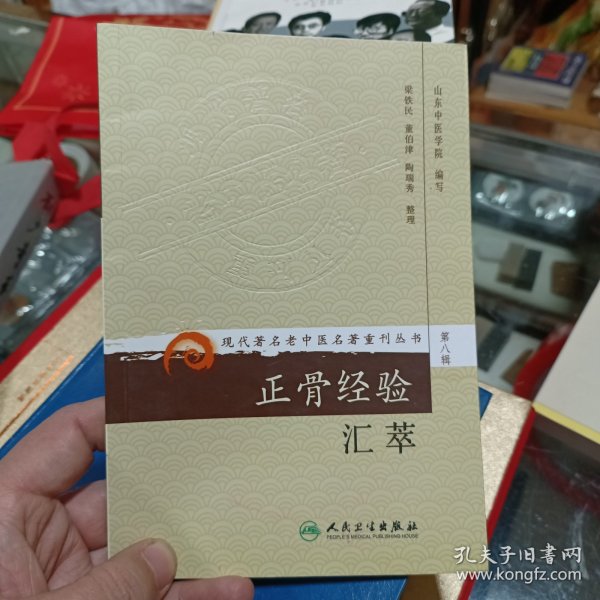 山东中医学院 编写
梁铁民 董伯津 陶瑞秀 整理
现代著名老中医名著重刊丛书
第八辑
正骨经验
汇萃
人民卫生出版社
PEOPLE'S MEDICAL PUBLISHING HOUSE
孔夫子旧书网
www.kongfz.com